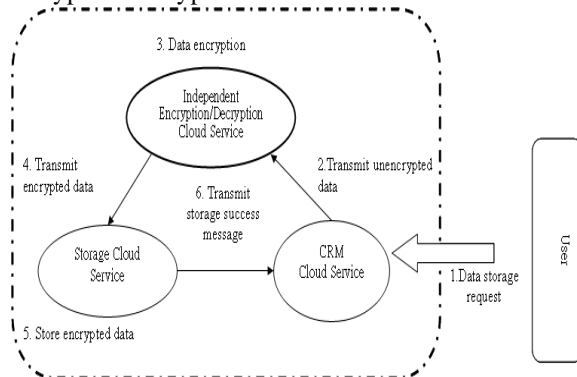 3. Data encryption
Independent
Encryption/Decryption
Cloud Service
4. Transmit
encrypted data
2.Transmit unencrypted
data
6. Transmit
storage success
message
Storage Cloud
Service
CRM
Cloud Service
1.Data storage
request
User
5. Store encrypted data